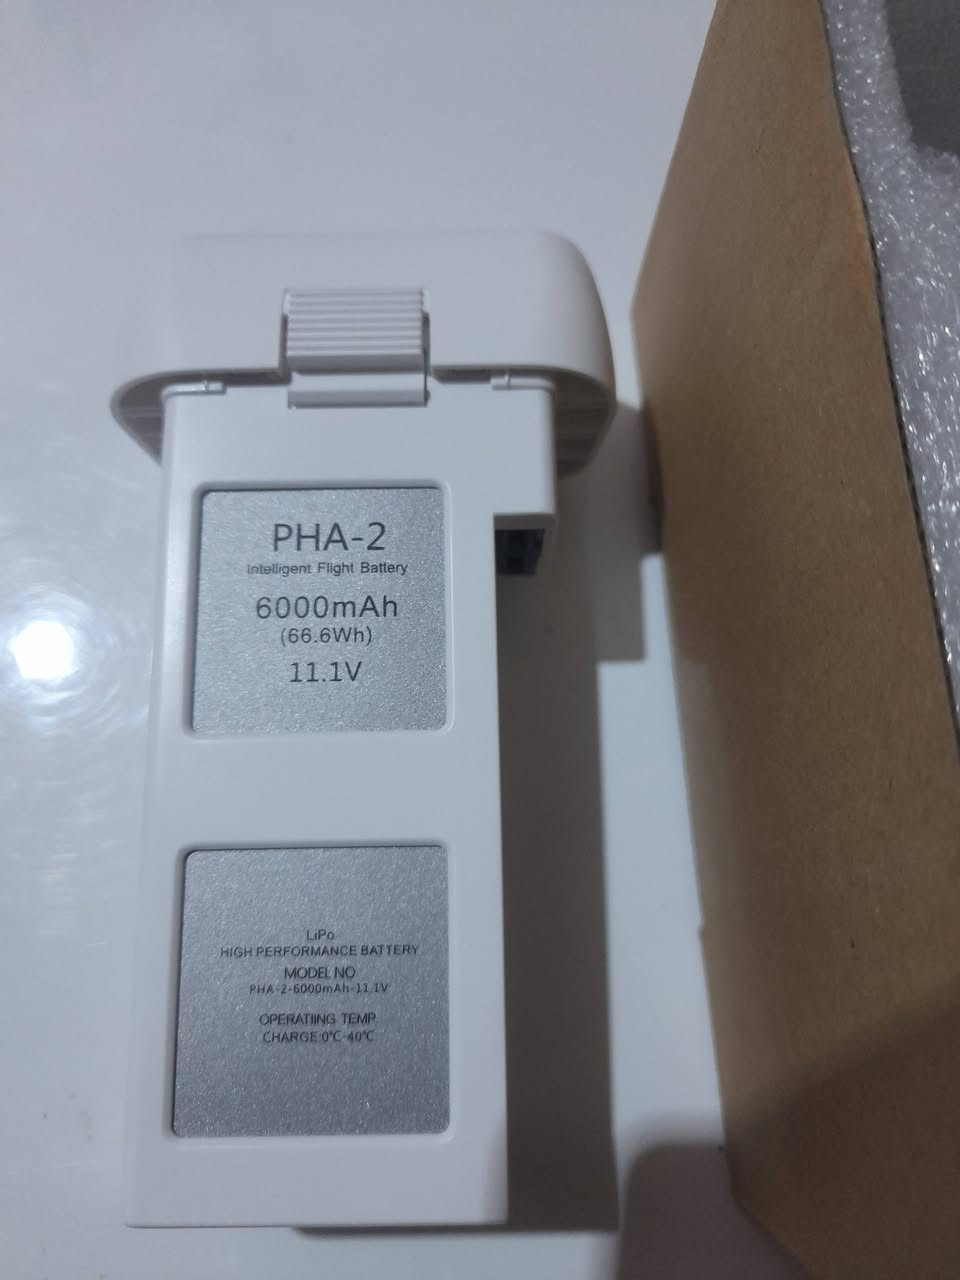 PHA-2
Intelligent Flight Battery
6000mAh
(66.6Wh)
11.1V
LiPo
HIGH PERFORMANCE BATTERY
MODEL NO
PHA-2-6000mAh-11.1V
OPERATIING TEMP
CHARGE:0℃-40℃